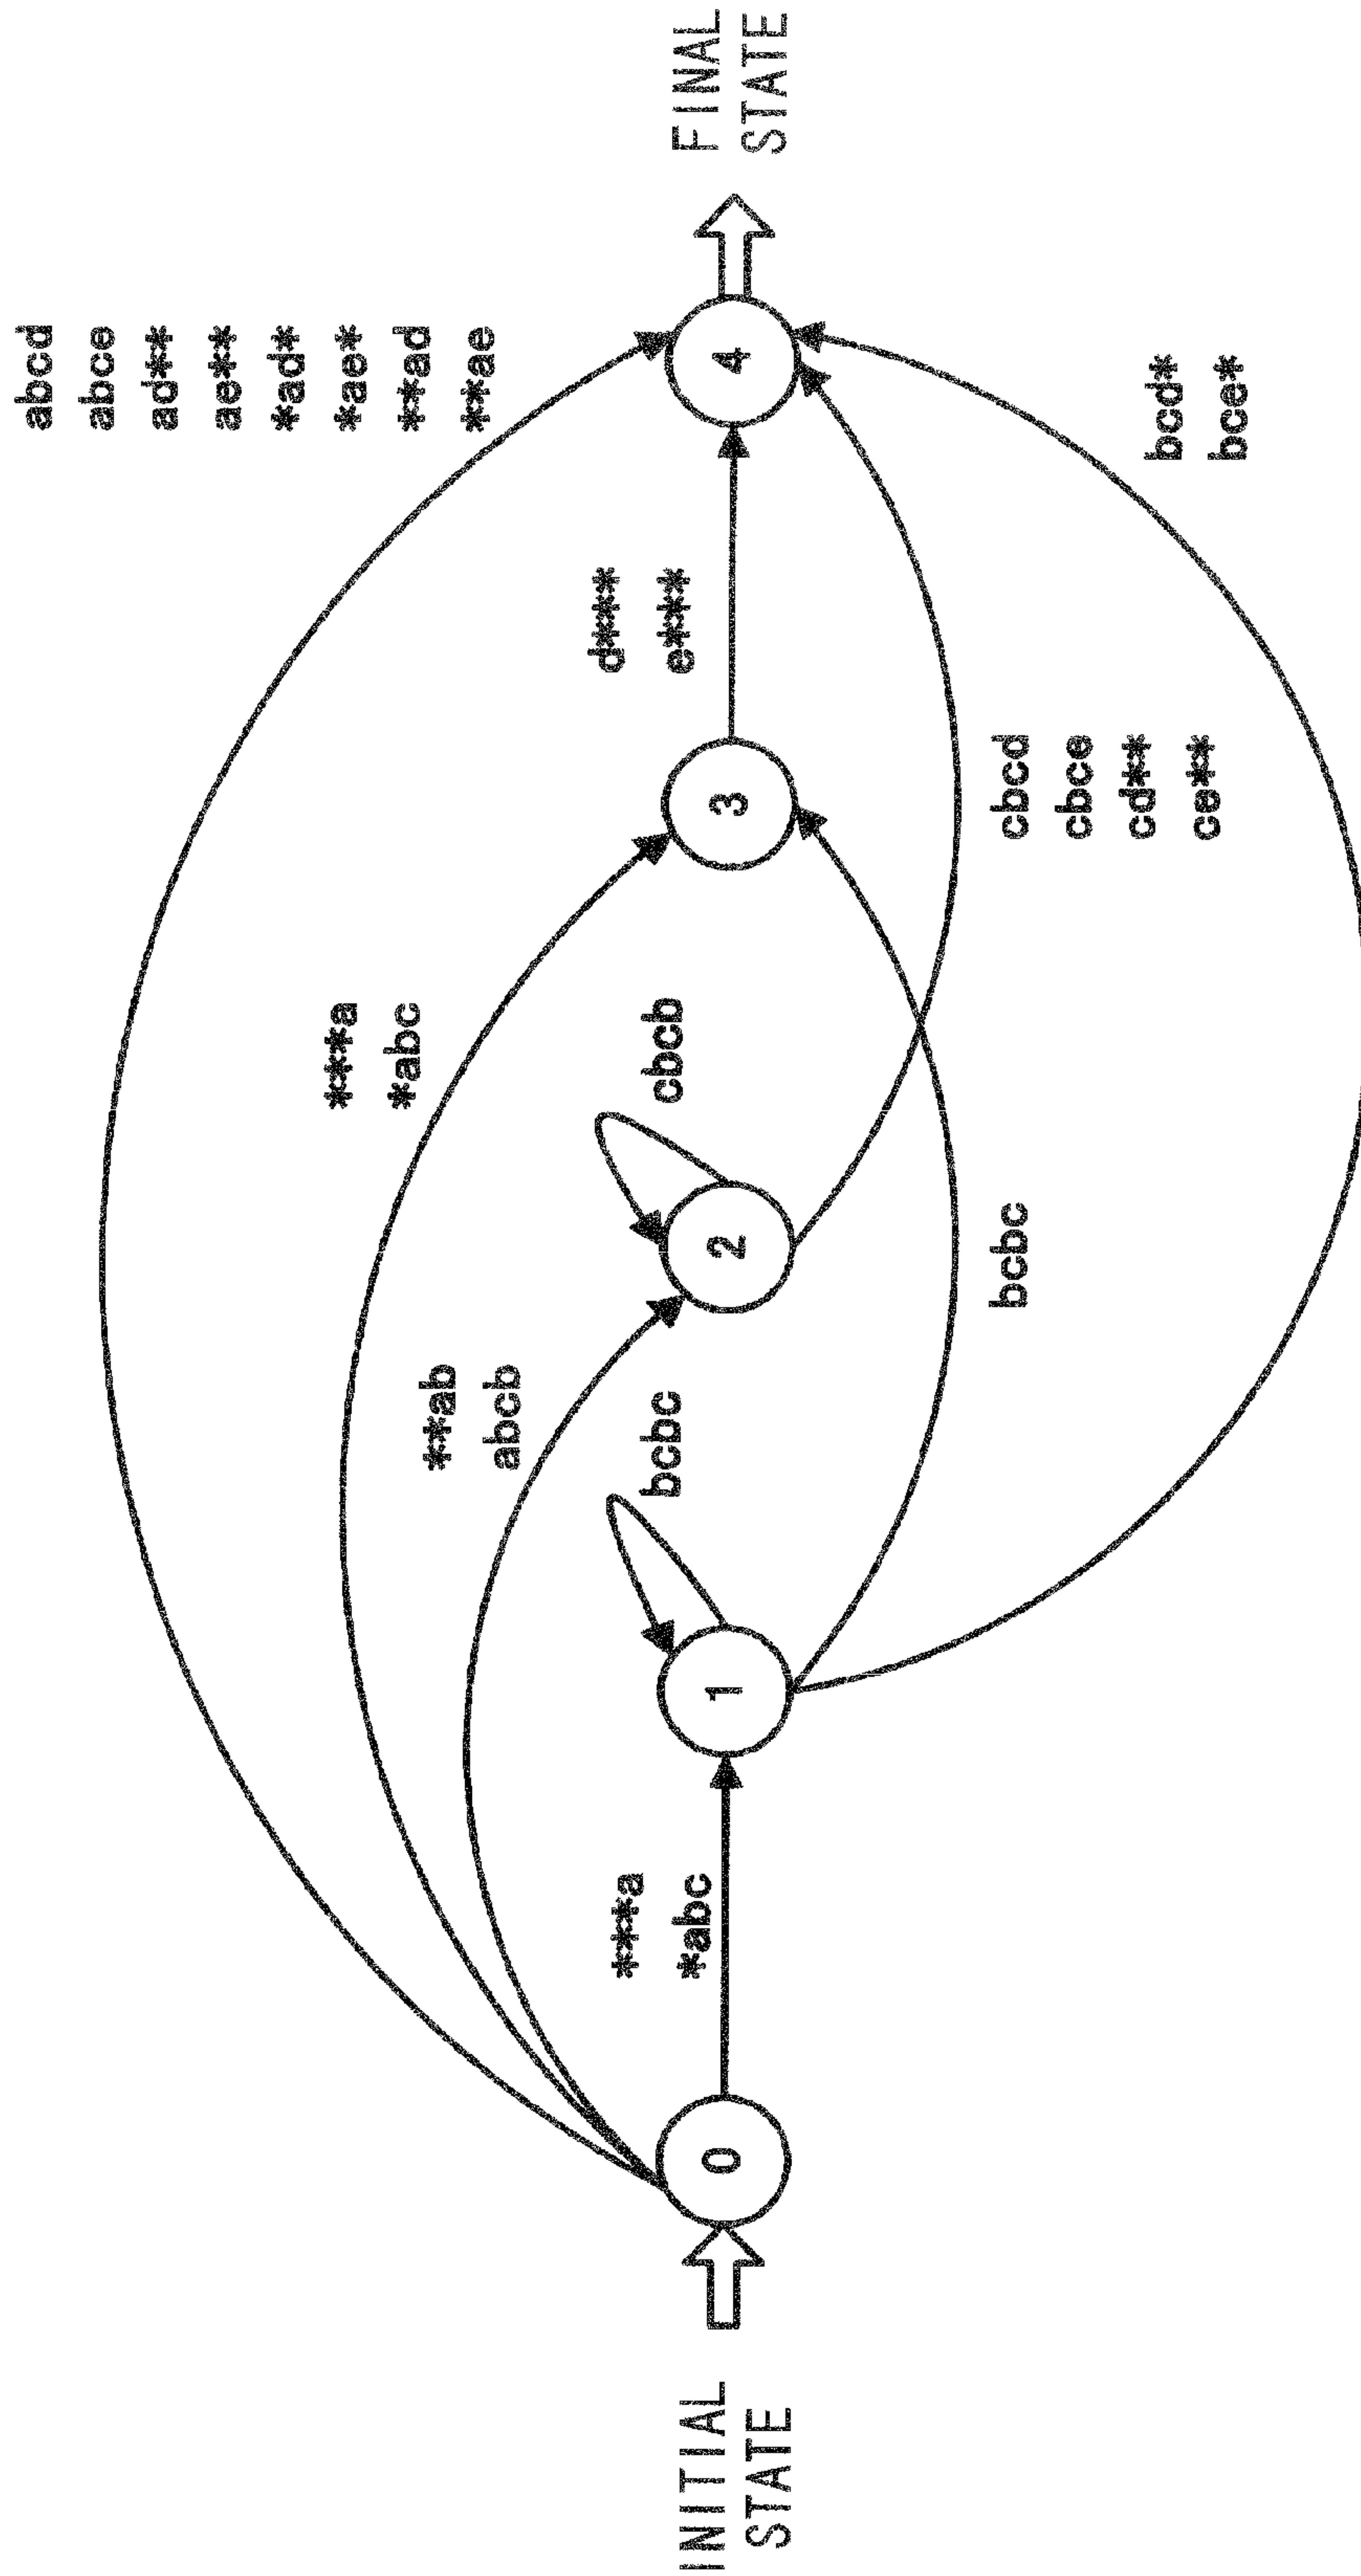 abcd
abce
ad**
ae**
*ad*
*ae*
**ad
**ae
***a
*abc
**ab
abcb
***a
*abc
bcbc
cbcb
d***
e***
INITIAL
STATE
0
1
2
3
4
FINAL
STATE
bcbc
cbcd
cbce
cd**
ce**
bcd*
bce*